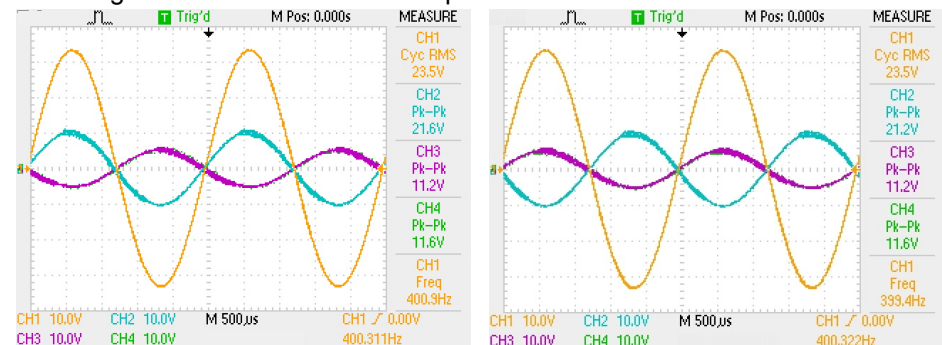 T Trig'd M Pos: 0.000s MEASURE
CH1
Cyc RMS
23.5V
CH2
Pk-Pk
21.6V
CH3
Pk-Pk
11.2V
CH4
Pk-Pk
11.6V
CH1
Freq
400.9Hz
CH1 10.0V CH2 10.0V M 500µs CH1 0.00V
CH3 10.0V CH4 10.0V 400.311Hz
T Trig'd M Pos: 0.000s MEASURE
CH1
Cyc RMS
23.5V
CH2
Pk-Pk
21.2V
CH3
Pk-Pk
11.2V
CH4
Pk-Pk
11.6V
CH1
Freq
399.4Hz
CH1 10.0V CH2 10.0V M 500µs CH1 0.00V
CH3 10.0V CH4 10.0V 400.322Hz